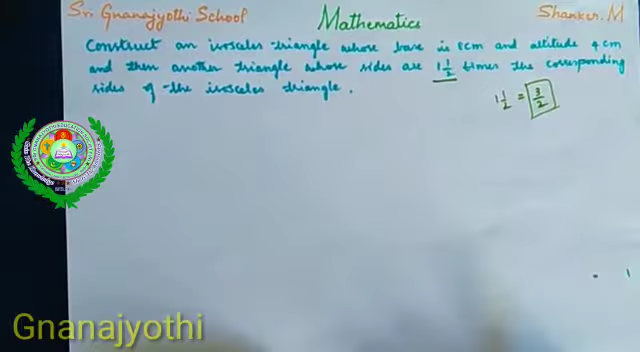 Sri Gnanajyothi School Mathematics Shanker.M
Construct an isosceles triangle whose base is 8cm and altitude 4 cm
and then another triangle whose sides are 1 1/2 times the corresponding
sides of the isosceles triangle.
1 1/2 = 3/2
Gnanajyothi